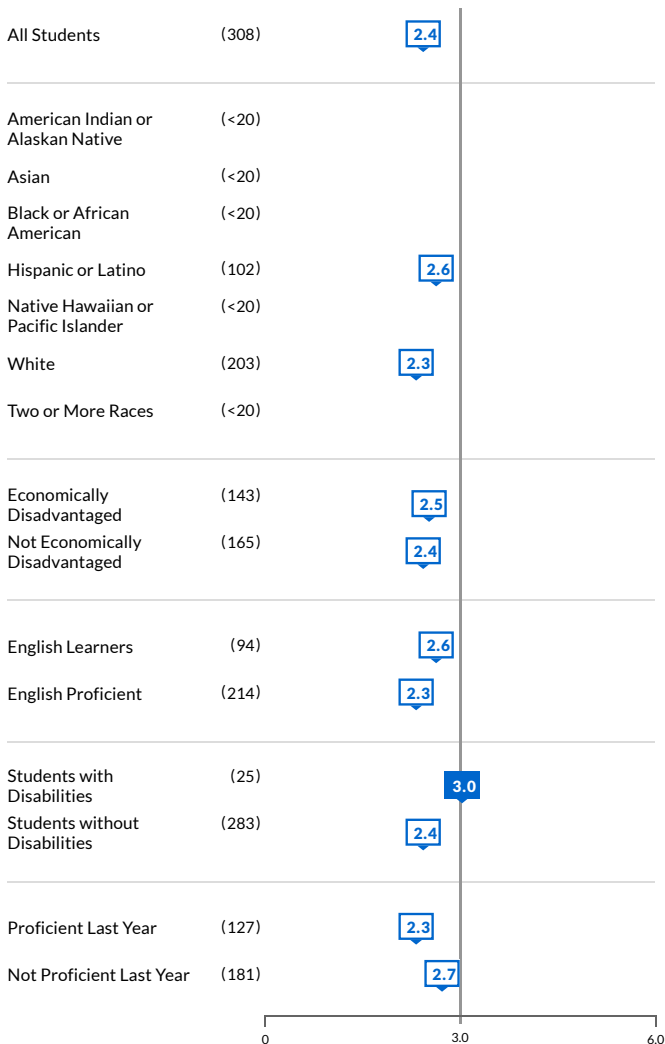 All Students (308) 2.4
American Indian or
Alaskan Native (<20)
Asian (<20)
Black or African
American (<20)
Hispanic or Latino (102) 2.6
Native Hawaiian or
Pacific Islander (<20)
White (203) 2.3
Two or More Races (<20)
Economically
Disadvantaged (143) 2.5
Not Economically
Disadvantaged (165) 2.4
English Learners (94) 2.6
English Proficient (214) 2.3
Students with
Disabilities (25) 3.0
Students without
Disabilities (283) 2.4
Proficient Last Year (127) 2.3
Not Proficient Last Year (181) 2.7
0 3.0 6.0